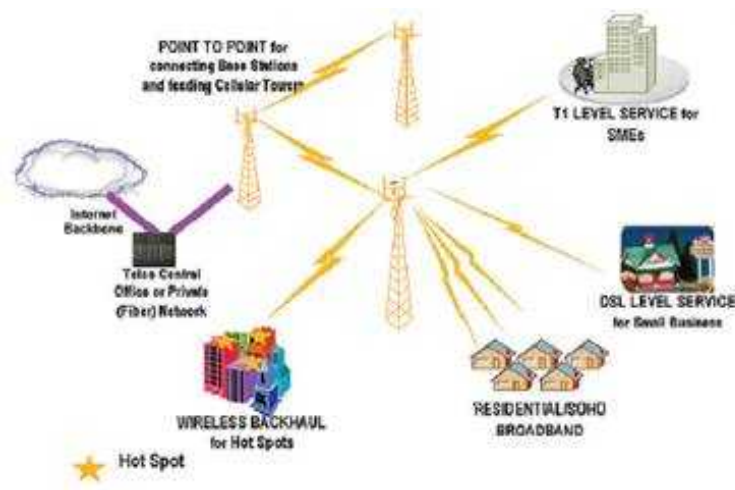 POINT TO POINT for
connecting Base Stations
and feeding Cellular Towers
T1 LEVEL SERVICE for
SMEs
Internet
Backbone
Telco Central
Office or Private
(Fiber) Network
DSL LEVEL SERVICE
for Small Business
WIRELESS BACKHAUL
for Hot Spots
RESIDENTIAL/SOHO
BROADBAND
Hot Spot